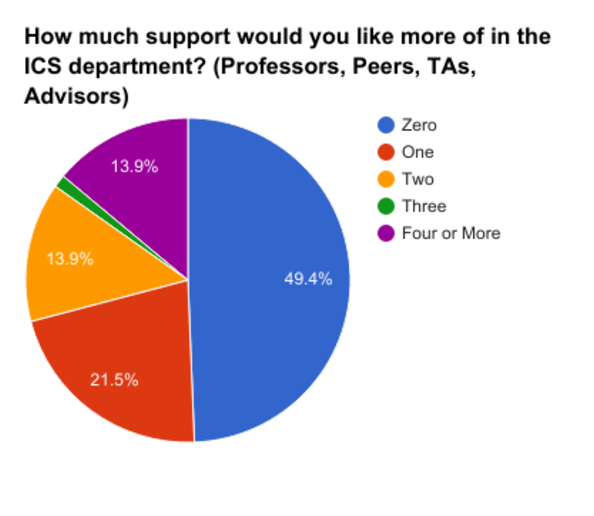 How much support would you like more of in the
ICS department? (Professors, Peers, TAs,
Advisors)
Zero
One
Two
Three
Four or More
13.9%
13.9%
49.4%
21.5%